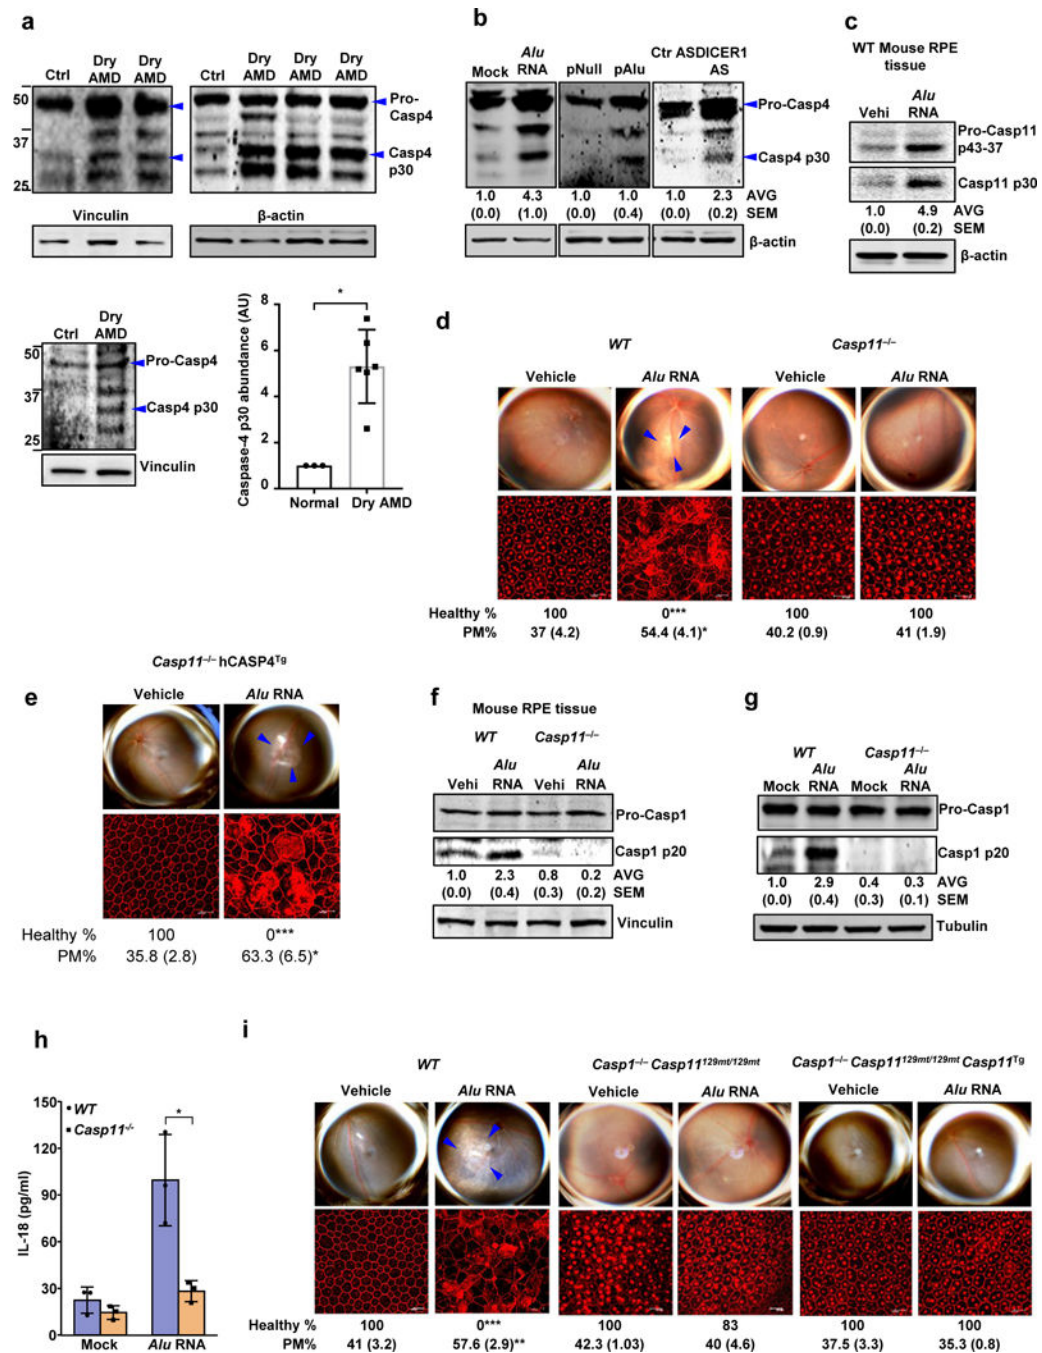 a
Ctrl
Dry AMD
Dry AMD
Ctrl
Dry AMD
Dry AMD
Dry AMD
50
37
25
Pro-Casp4
Casp4 p30
Vinculin
β-actin
Ctrl
Dry AMD
50
37
25
Pro-Casp4
Casp4 p30
Vinculin
Caspase-4 p30 abundance (AU)
8
6
4
2
0
*
Normal
Dry AMD
b
Mock
Alu RNA
pNull
pAlu
Ctr ASDICER1
AS
Pro-Casp4
Casp4 p30
1.0 4.3 1.0 1.0 1.0 2.3 AVG
(0.0) (1.0) (0.0) (0.4) (0.0) (0.2) SEM
β-actin
c
WT Mouse RPE
tissue
Vehi
Alu RNA
Pro-Casp11
p43-37
Casp11 p30
1.0 4.9 AVG
(0.0) (0.2) SEM
β-actin
d
WT
Casp11–/–
Vehicle Alu RNA Vehicle Alu RNA
Healthy % 100 0*** 100 100
PM% 37 (4.2) 54.4 (4.1)* 40.2 (0.9) 41 (1.9)
Casp11–/– hCASP4Tg
e
Vehicle Alu RNA
Healthy % 100 0***
PM% 35.8 (2.8) 63.3 (6.5)*
f
Mouse RPE tissue
WT Casp11–/–
Vehi
Alu RNA
Vehi
Alu RNA
Pro-Casp1
Casp1 p20
1.0 2.3 0.8 0.2 AVG
(0.0) (0.4) (0.3) (0.2) SEM
Vinculin
g
WT Casp11–/–
Mock
Alu RNA
Mock
Alu RNA
Pro-Casp1
Casp1 p20
1.0 2.9 0.4 0.3 AVG
(0.0) (0.4) (0.3) (0.1) SEM
Tubulin
h
WT
Casp11-/-
*
IL-18 (pg/ml)
150
120
90
60
30
0
Mock Alu RNA
i
WT Casp1–/– Casp11129mt/129mt Casp1–/– Casp11129mt/129mt Casp11Tg
Vehicle Alu RNA Vehicle Alu RNA Vehicle Alu RNA
Healthy % 100 0*** 100 83 100 100
PM% 41 (3.2) 57.6 (2.9)** 42.3 (1.03) 40 (4.6) 37.5 (3.3) 35.3 (0.8)